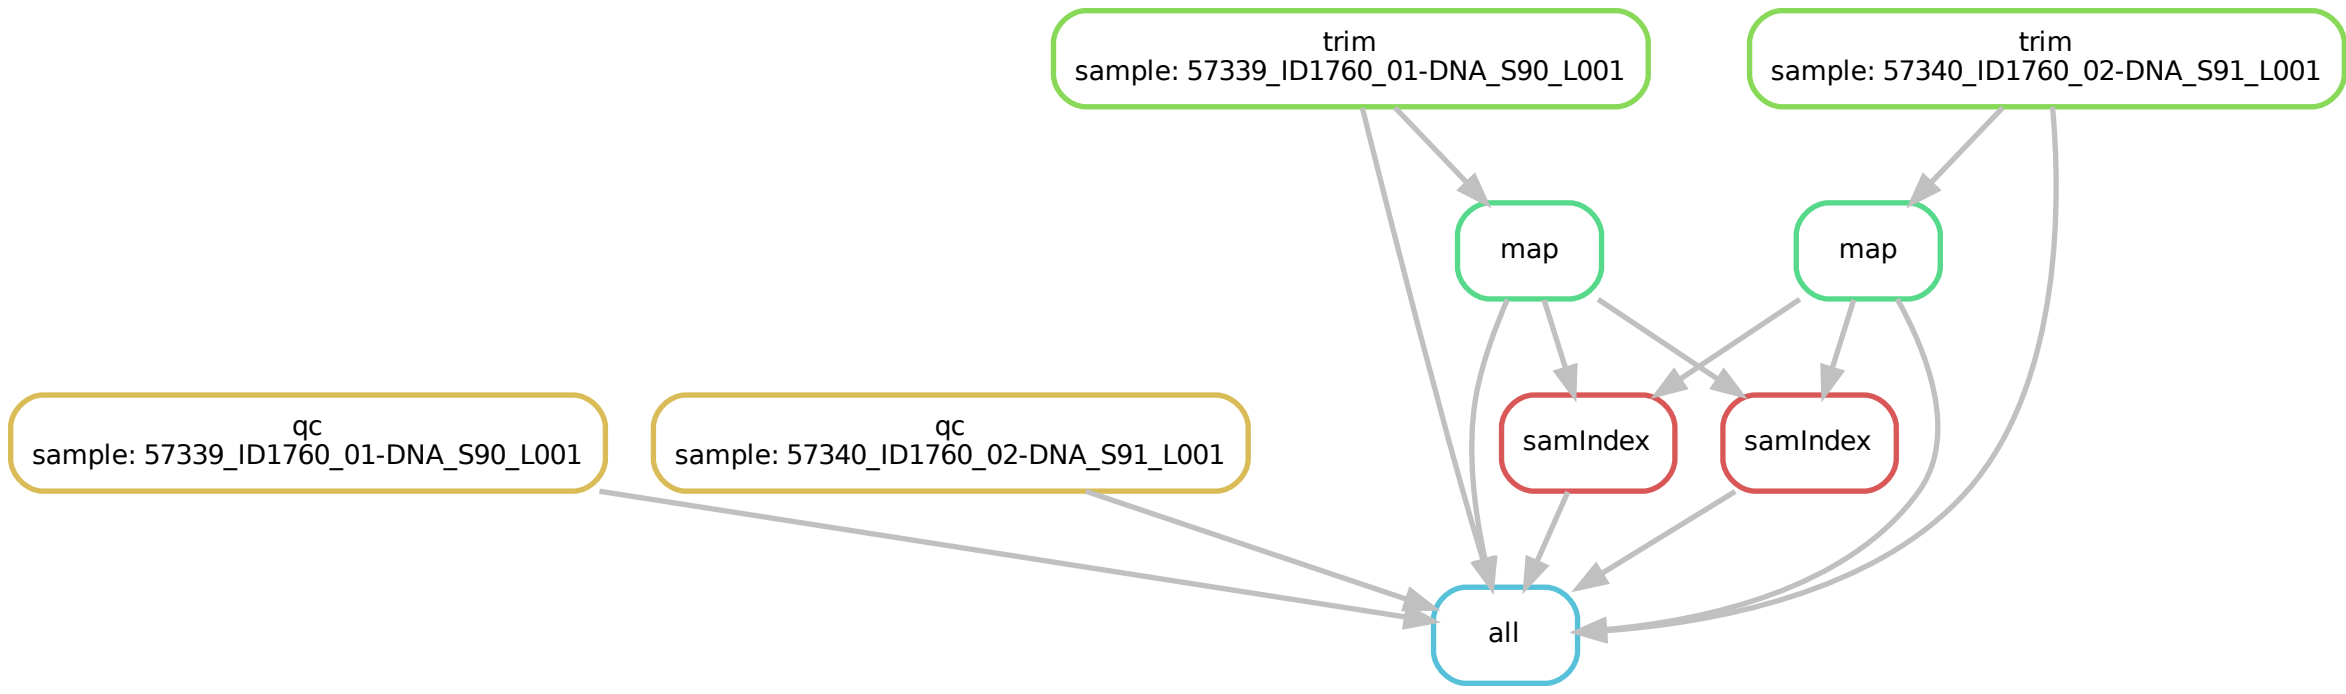 trim
sample: 57339_ID1760_01-DNA_S90_L001
trim
sample: 57340_ID1760_02-DNA_S91_L001
map
map
qc
sample: 57339_ID1760_01-DNA_S90_L001
qc
sample: 57340_ID1760_02-DNA_S91_L001
samIndex
samIndex
all